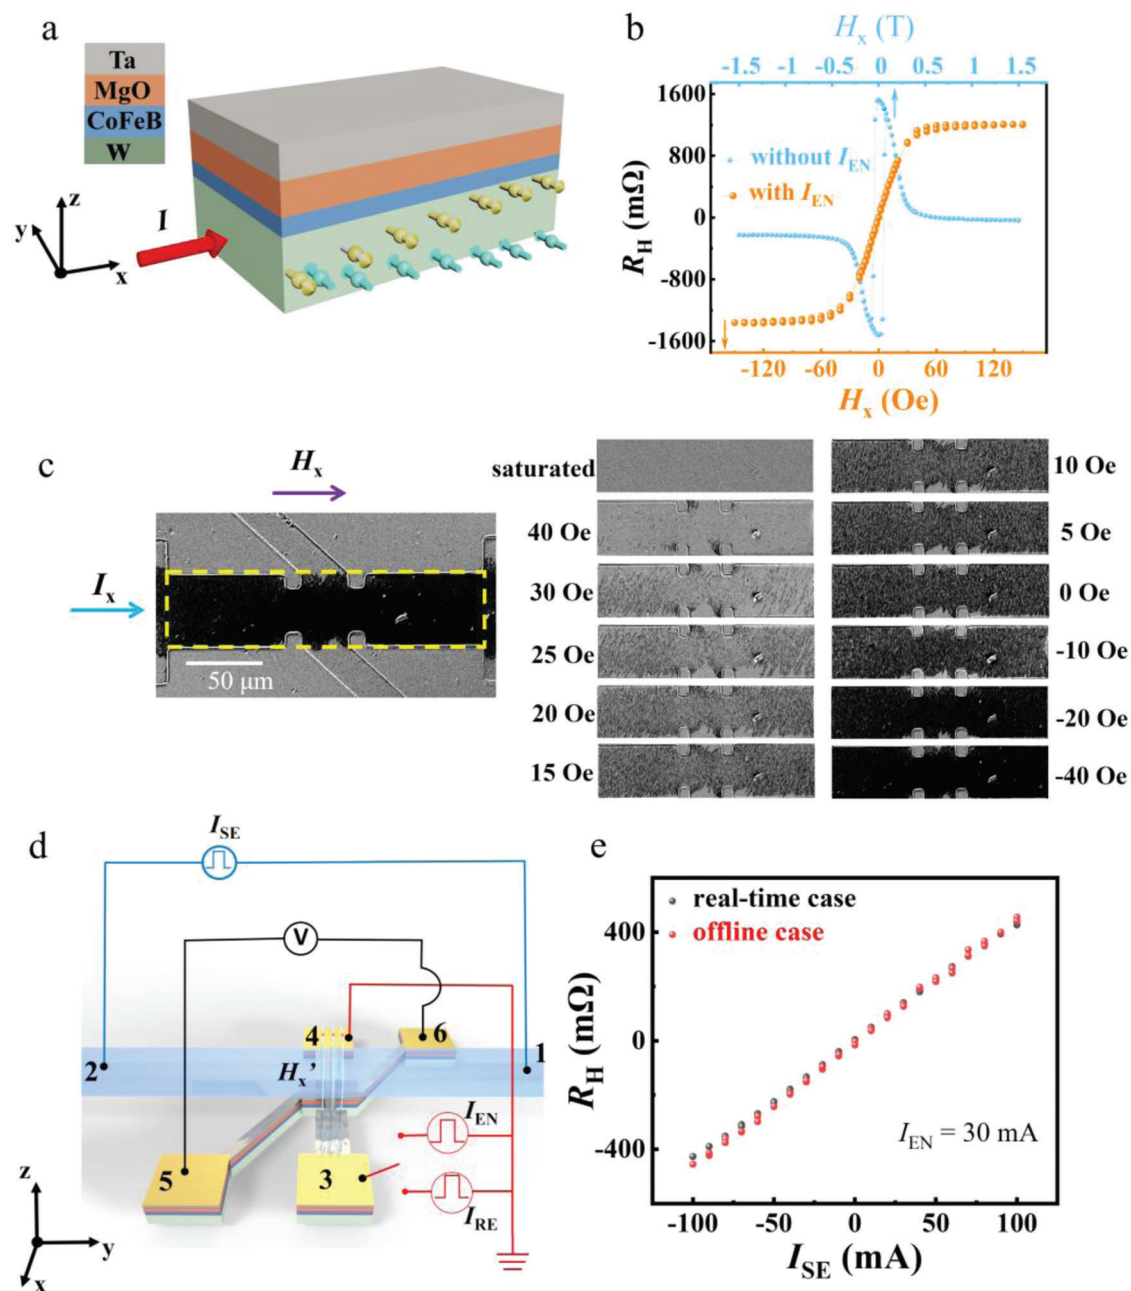 a
Ta
MgO
CoFeB
W
z
y
x
I
b
Hx (T)
-1.5 -1 -0.5 0 0.5 1 1.5
1600
800
0
-800
-1600
RH (mΩ)
without IEN
with IEN
-120 -60 0 60 120
Hx (Oe)
c
Hx
Ix
50 μm
saturated
40 Oe
30 Oe
25 Oe
20 Oe
15 Oe
10 Oe
5 Oe
0 Oe
-10 Oe
-20 Oe
-40 Oe
d
ISE
V
4
6
2
1
Hx’
IEN
5
3
IRE
z
y
x
e
real-time case
offline case
400
0
-400
RH (mΩ)
IEN = 30 mA
-100 -50 0 50 100
ISE (mA)